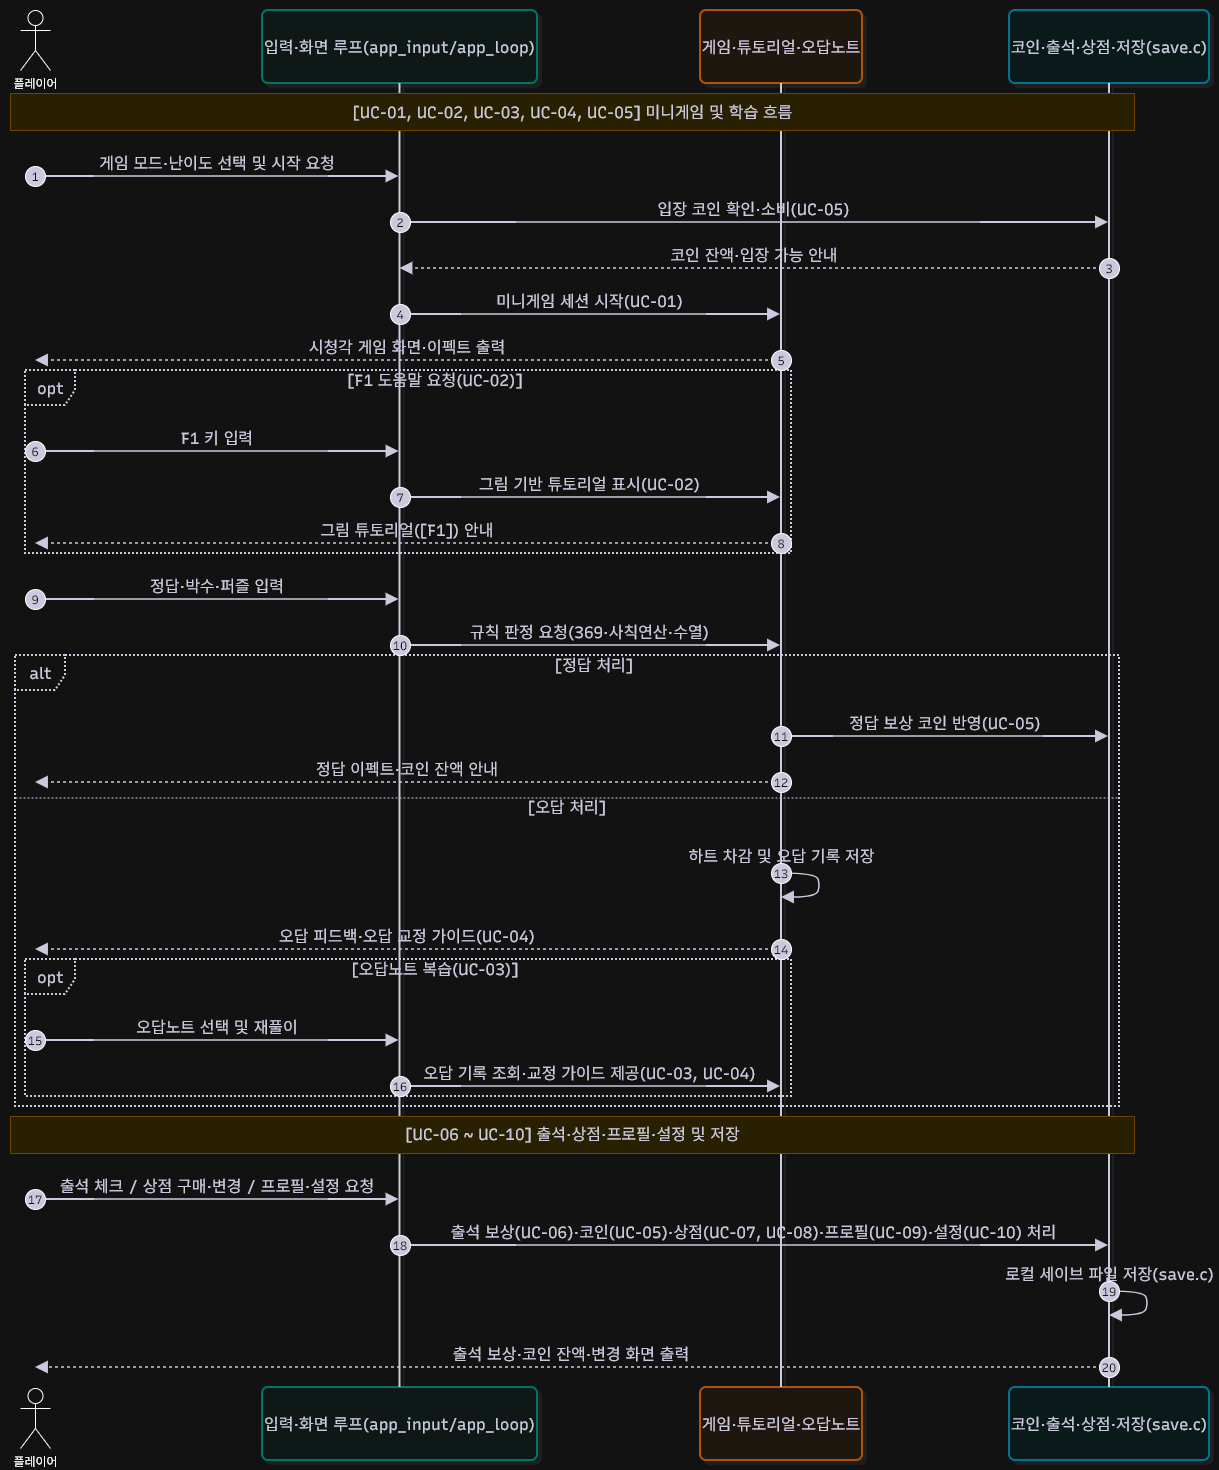 플레이어
입력·화면 루프(app_input/app_loop)
게임·튜토리얼·오답노트
코인·출석·상점·저장(save.c)
[UC-01, UC-02, UC-03, UC-04, UC-05] 미니게임 및 학습 흐름
게임 모드·난이도 선택 및 시작 요청
1
입장 코인 확인·소비(UC-05)
2
코인 잔액·입장 가능 안내
3
미니게임 세션 시작(UC-01)
4
시청각 게임 화면·이펙트 출력
5
opt
[F1 도움말 요청(UC-02)]
F1 키 입력
6
그림 기반 튜토리얼 표시(UC-02)
7
그림 튜토리얼([F1]) 안내
8
정답·박수·퍼즐 입력
9
규칙 판정 요청(369·사칙연산·수열)
10
alt
[정답 처리]
정답 보상 코인 반영(UC-05)
11
정답 이펙트·코인 잔액 안내
12
[오답 처리]
하트 차감 및 오답 기록 저장
13
오답 피드백·오답 교정 가이드(UC-04)
14
opt
[오답노트 복습(UC-03)]
오답노트 선택 및 재풀이
15
오답 기록 조회·교정 가이드 제공(UC-03, UC-04)
16
[UC-06 ~ UC-10] 출석·상점·프로필·설정 및 저장
출석 체크 / 상점 구매·변경 / 프로필·설정 요청
17
출석 보상(UC-06)·코인(UC-05)·상점(UC-07, UC-08)·프로필(UC-09)·설정(UC-10) 처리
18
로컬 세이브 파일 저장(save.c)
19
출석 보상·코인 잔액·변경 화면 출력
20
플레이어
입력·화면 루프(app_input/app_loop)
게임·튜토리얼·오답노트
코인·출석·상점·저장(save.c)